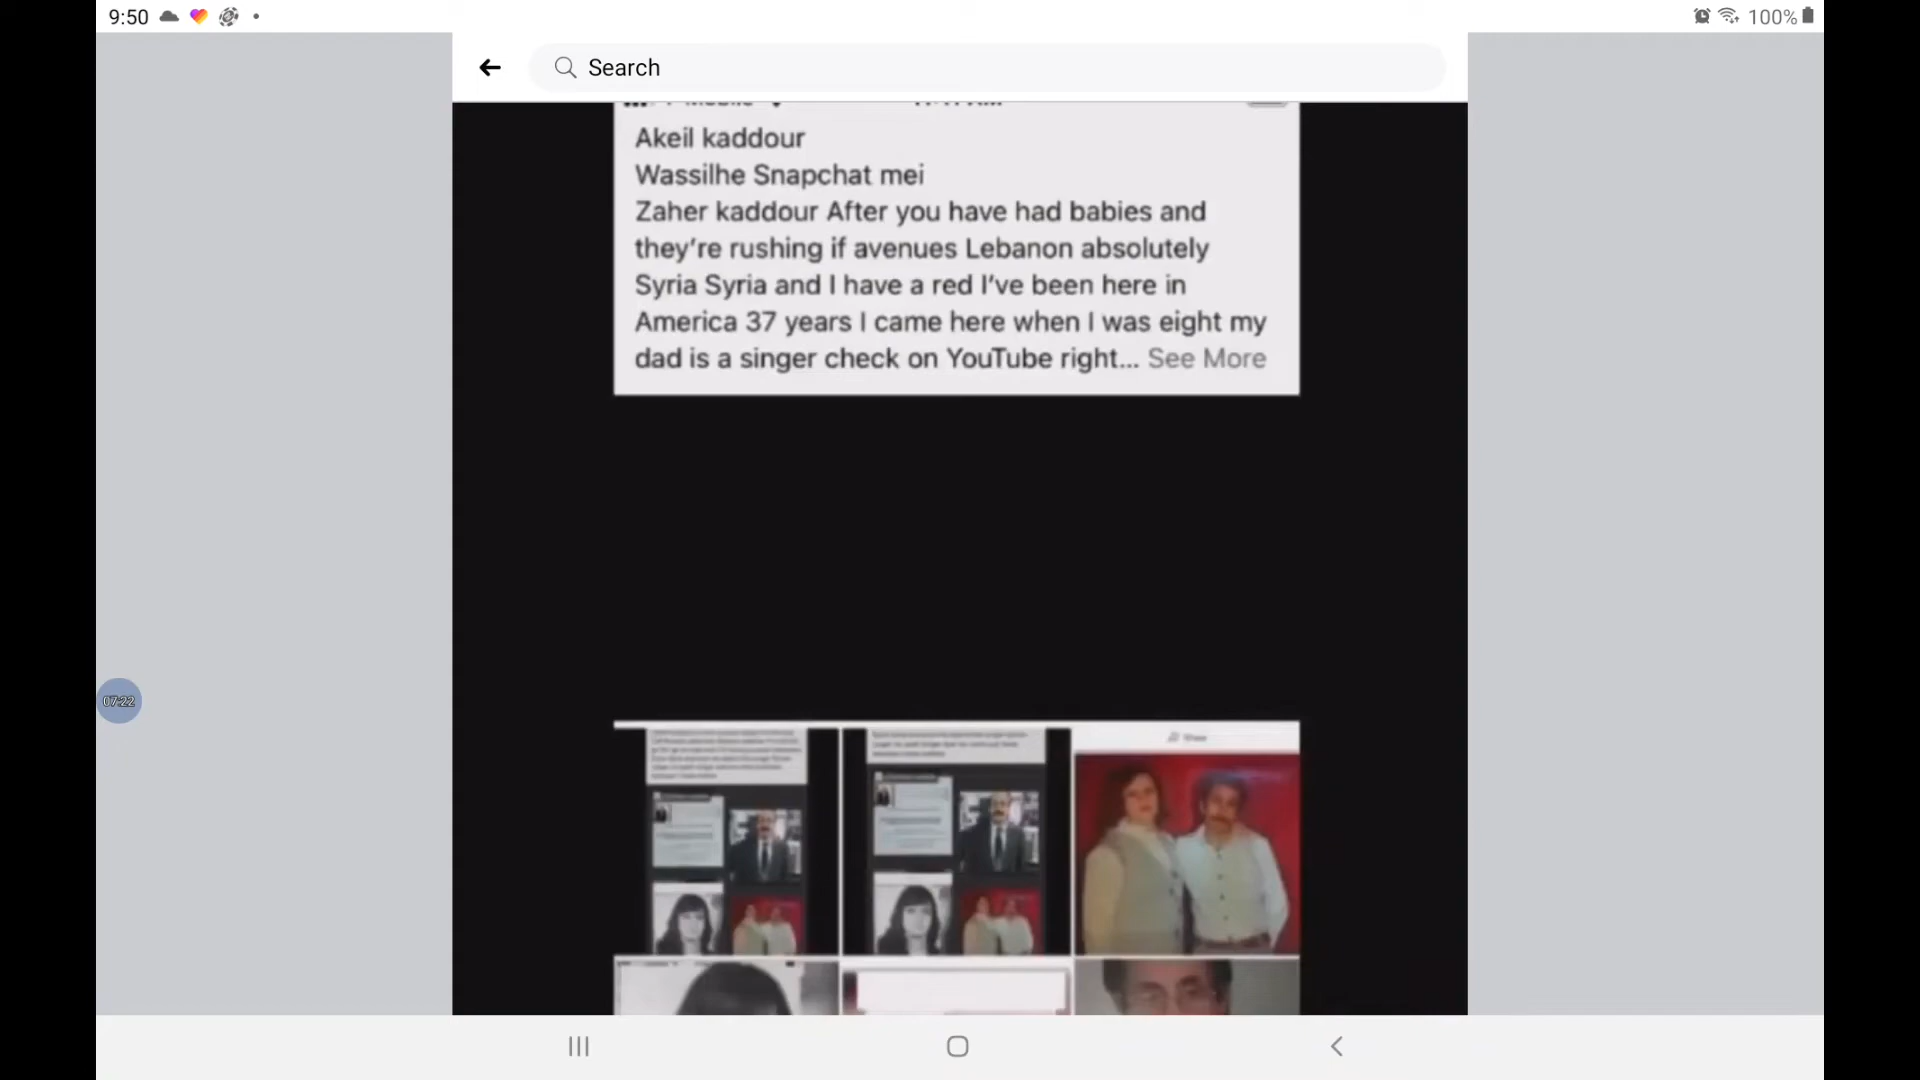 9:50
100%
Search
Akeil kaddour
Wassilhe Snapchat mei
Zaher kaddour After you have had babies and
they're rushing if avenues Lebanon absolutely
Syria Syria and I have a red I've been here in
America 37 years I came here when I was eight my
dad is a singer check on YouTube right... See More
07:22